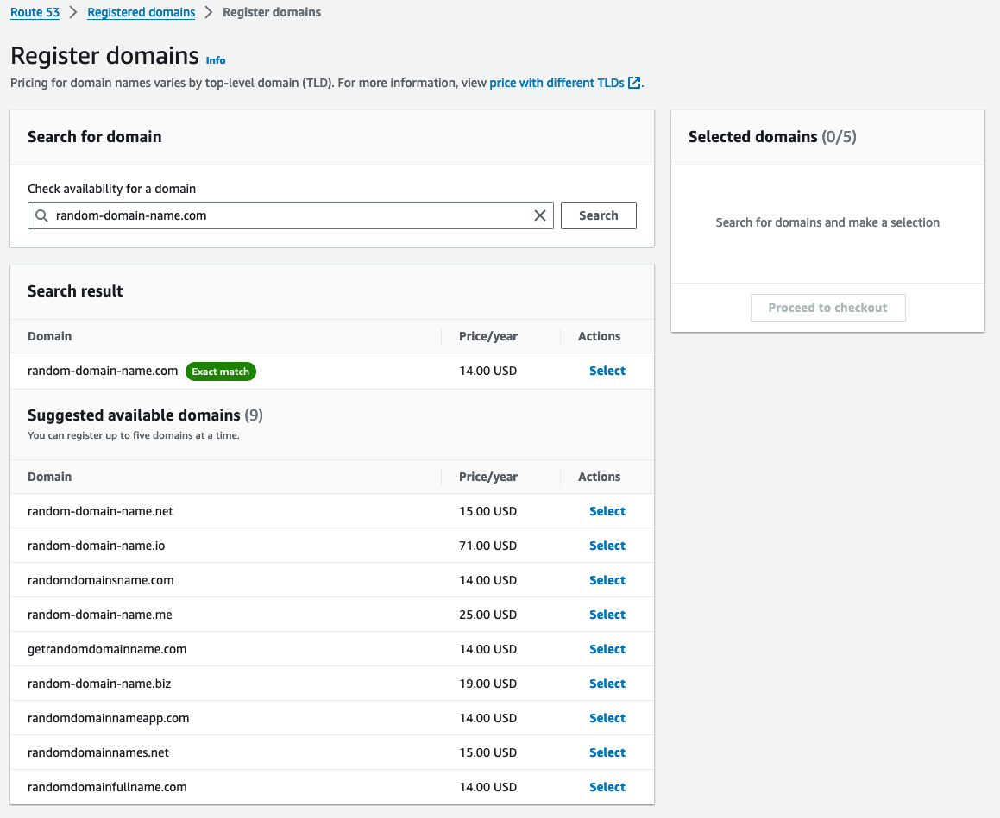 Route 53 > Registered domains > Register domains
Register domains Info
Pricing for domain names varies by top-level domain (TLD). For more information, view price with different TLDs.
Search for domain
Check availability for a domain
random-domain-name.com Search
Selected domains (0/5)
Search for domains and make a selection
Proceed to checkout
Search result
Domain Price/year Actions
random-domain-name.com Exact match 14.00 USD Select
Suggested available domains (9)
You can register up to five domains at a time.
Domain Price/year Actions
random-domain-name.net 15.00 USD Select
random-domain-name.io 71.00 USD Select
randomdomainsname.com 14.00 USD Select
random-domain-name.me 25.00 USD Select
getrandomdomainname.com 14.00 USD Select
random-domain-name.biz 19.00 USD Select
randomdomainnameapp.com 14.00 USD Select
randomdomainnames.net 15.00 USD Select
randomdomainfullname.com 14.00 USD Select